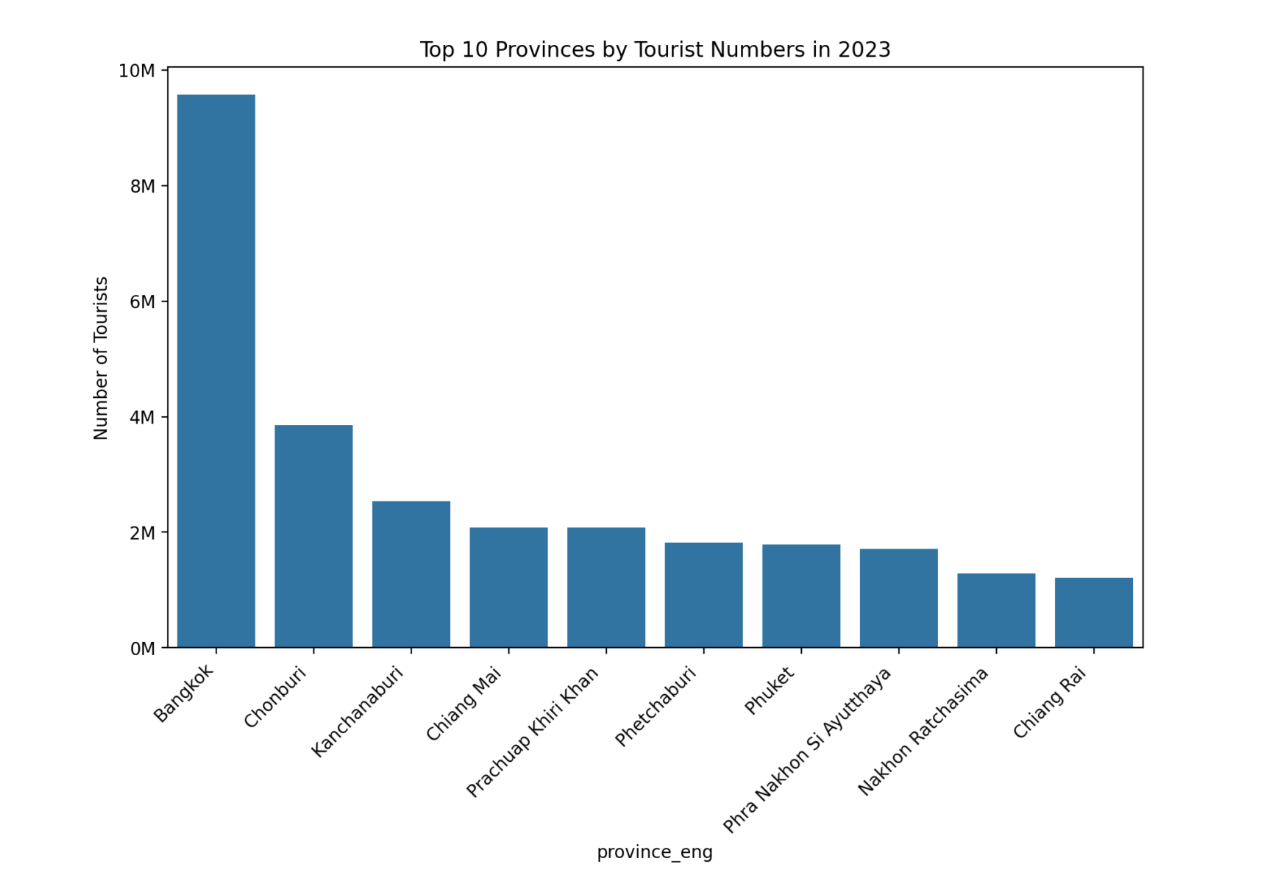 Top 10 Provinces by Tourist Numbers in 2023
Number of Tourists
10M
8M
6M
4M
2M
0M
Bangkok
Chonburi
Kanchanaburi
Chiang Mai
Prachuap Khiri Khan
Phetchaburi
Phuket
Phra Nakhon Si Ayutthaya
Nakhon Ratchasima
Chiang Rai
province_eng